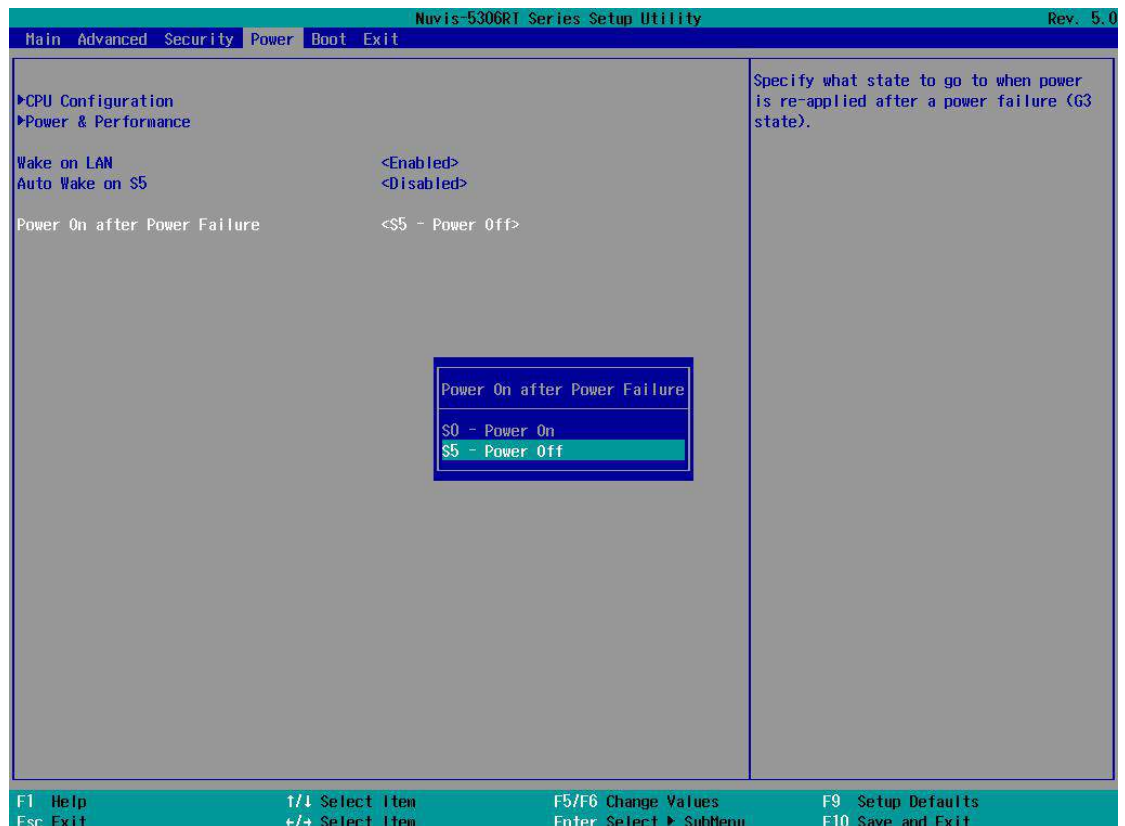 Nuvis-5306RT Series Setup Utility Rev. 5.0
Main Advanced Security Power Boot Exit
▶CPU Configuration
▶Power & Performance
Wake on LAN <Enabled>
Auto Wake on S5 <Disabled>
Power On after Power Failure <S5 - Power Off>
Specify what state to go to when power
is re-applied after a power failure (G3
state).
Power On after Power Failure
S0 - Power On
S5 - Power Off
F1 Help ↑/↓ Select Item F5/F6 Change Values F9 Setup Defaults
Esc Exit ←/→ Select Item Enter Select ▶ SubMenu F10 Save and Exit